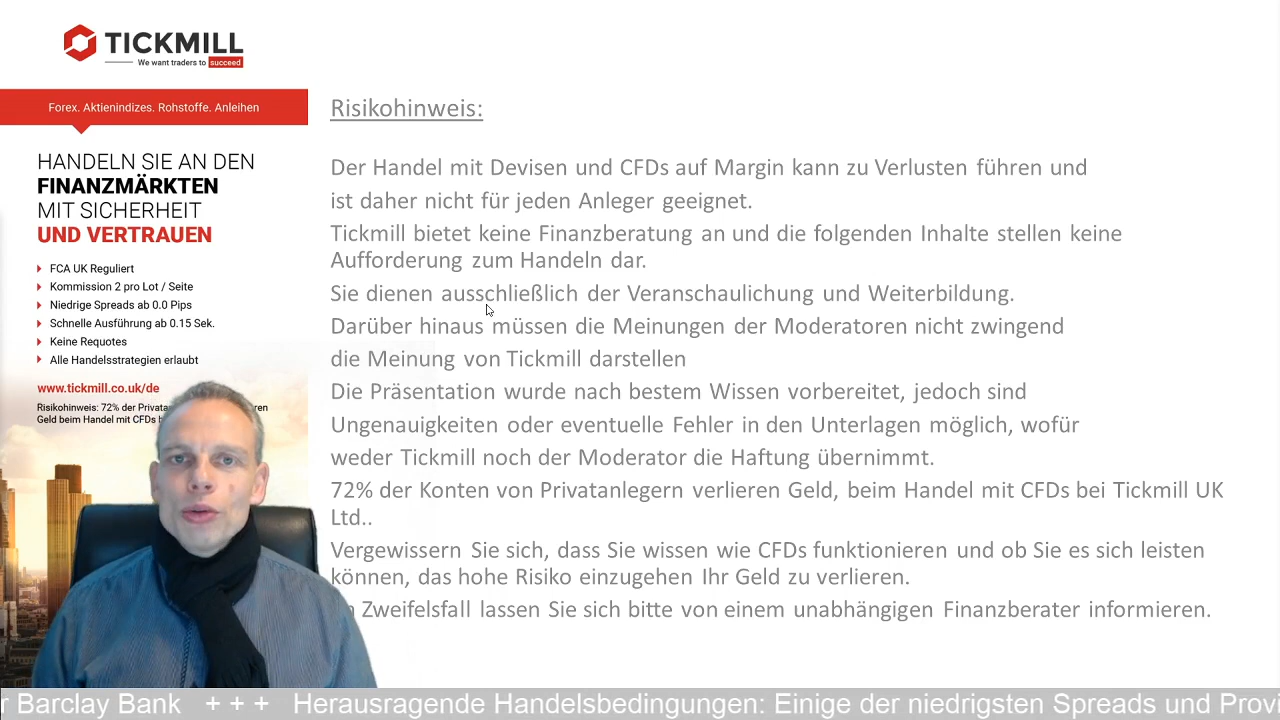 TICKMILL
We want traders to succeed
Forex. Aktienindizes. Rohstoffe. Anleihen
HANDELN SIE AN DEN
FINANZMÄRKTEN
MIT SICHERHEIT
UND VERTRAUEN
FCA UK Reguliert
Kommission 2 pro Lot / Seite
Niedrige Spreads ab 0.0 Pips
Schnelle Ausführung ab 0.15 Sek.
Keine Requotes
Alle Handelsstrategien erlaubt
www.tickmill.co.uk/de
Risikohinweis: 72% der
Geld beim Handel mit CFDs
Risikohinweis:
Der Handel mit Devisen und CFDs auf Margin kann zu Verlusten führen und
ist daher nicht für jeden Anleger geeignet.
Tickmill bietet keine Finanzberatung an und die folgenden Inhalte stellen keine
Aufforderung zum Handeln dar.
Sie dienen ausschließlich der Veranschaulichung und Weiterbildung.
Darüber hinaus müssen die Meinungen der Moderatoren nicht zwingend
die Meinung von Tickmill darstellen
Die Präsentation wurde nach bestem Wissen vorbereitet, jedoch sind
Ungenauigkeiten oder eventuelle Fehler in den Unterlagen möglich, wofür
weder Tickmill noch der Moderator die Haftung übernimmt.
72% der Konten von Privatanlegern verlieren Geld, beim Handel mit CFDs bei Tickmill UK
Ltd..
Vergewissern Sie sich, dass Sie wissen wie CFDs funktionieren und ob Sie es sich leisten
können, das hohe Risiko einzugehen Ihr Geld zu verlieren.
Zweifelsfall lassen Sie sich bitte von einem unabhängigen Finanzberater informieren.
Barclay Bank + + + Herausragende Handelsbedingungen: Einige der niedrigsten Spreads und